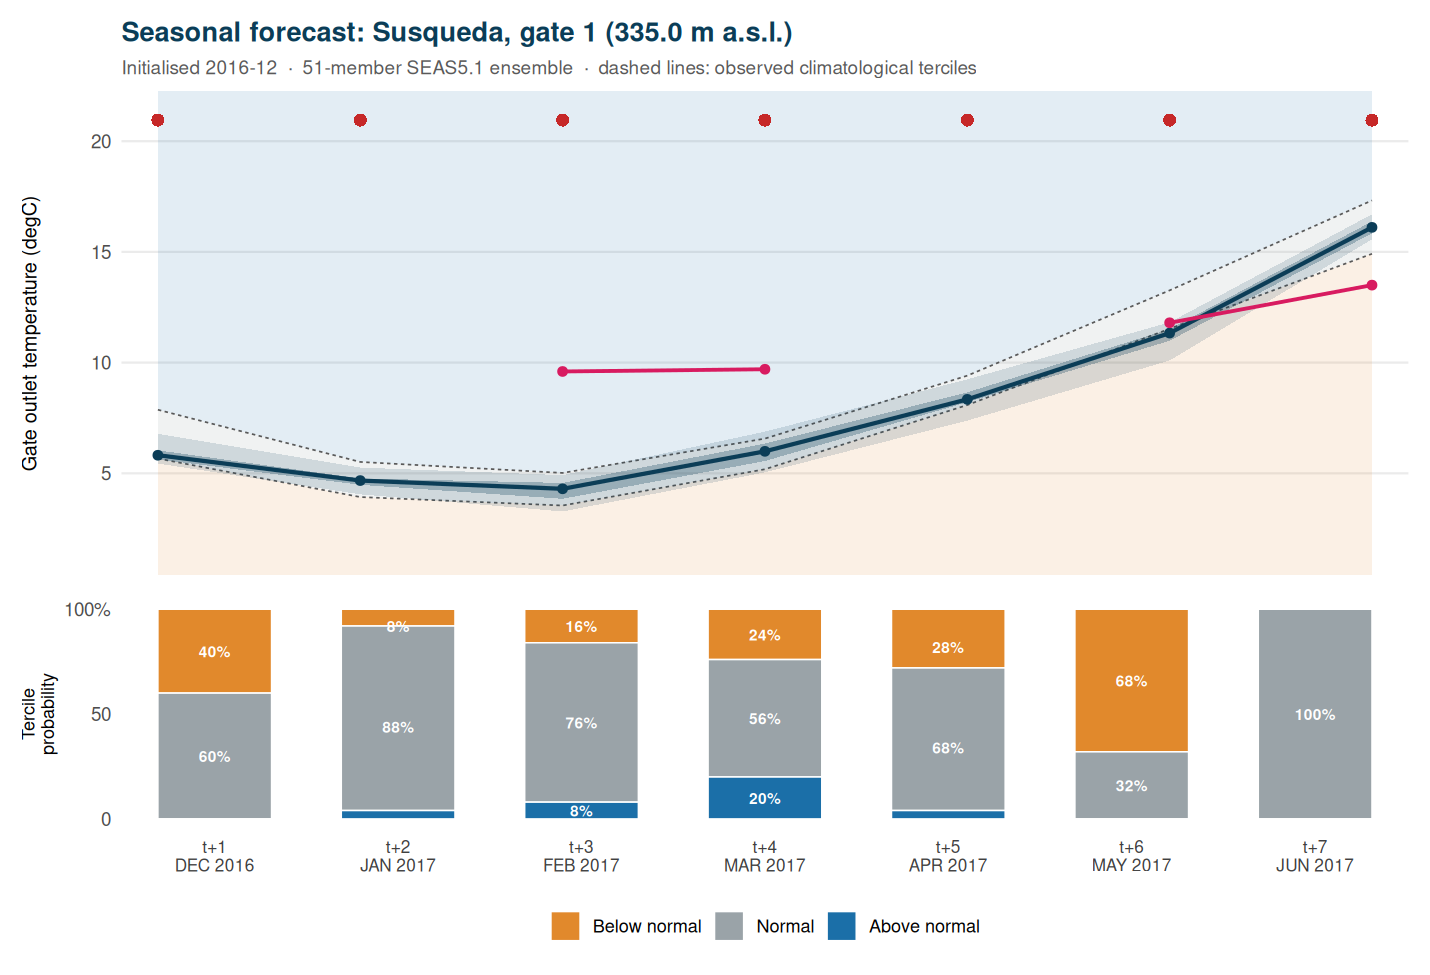 Seasonal forecast: Susqueda, gate 1 (335.0 m a.s.l.)
Initialised 2016-12 · 51-member SEAS5.1 ensemble · dashed lines: observed climatological terciles
Gate outlet temperature (degC)
20
15
10
5
Tercile
probability
100%
50
0
40%
60%
8%
88%
16%
76%
8%
24%
56%
20%
28%
68%
68%
32%
100%
t+1
DEC 2016
t+2
JAN 2017
t+3
FEB 2017
t+4
MAR 2017
t+5
APR 2017
t+6
MAY 2017
t+7
JUN 2017
Below normal
Normal
Above normal